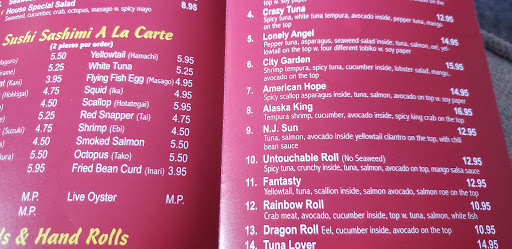 House Special Salad
Seaweed, cucumber, crab, octopus, masago w. spicy mayo 8.95
Sushi Sashimi A La Carte
(2 pieces per order)
5.50 Yellowtail (Hamachi) 5.95
5.25 White Tuna 5.25
Kani) 3.95 Flying Fish Egg (Masago) 4.95
(Hokkigai) 4.75 Squid (Ika) 4.95
4.95 Scallop (Hotategai) 5.95
5.25 Red Snapper (Tai) 4.75
(Suzuki) 4.75 Shrimp (Ebi) 4.50
4.50 Smoked Salmon 5.50
5.50 Octopus (Tako) 5.50
5.95 Fried Bean Curd (Inari) 3.95
M.P. Live Oyster M.P.
M.P.
& Hand Rolls
top w. soy paper
4. Crazy Tuna 12.95
Spicy tuna, white tuna tempura, avocado inside, pepper tuna, mango
on the top
5. Lonely Angel 14.95
Pepper tuna, asparagus, seaweed salad inside, tuna, salmon, eel, yel-
lowtail on the top w. four different tobiko w. soy paper
6. City Garden 13.95
Shrimp tempura, spicy tuna, cucumber inside, lobster salad, mango,
avocado on the top
7. American Hope 14.95
Spicy scallop asparagus inside, tuna, salmon, avocado on top w. soy paper
8. Alaska King 14.95
Tempura shrimp, cucumber, avocado inside, spicy king crab on the top
9. N.J. Sun
Tuna, salmon, avocado inside yellowtail cilantro on the top, with chili
bean sauce
10. Untouchable Roll (No Seaweed) 12.95
Spicy tuna, crunchy inside, tuna, salmon, avocado on top, mango salsa sauce
11. Fantasty 12.95
Yellowtail, tuna, scallion inside, salmon avocado, salmon roe on the top
12. Rainbow Roll 10.95
Crab meat, avocado, cucumber inside, top w. tuna, salmon, white fish
13. Dragon Roll Eel, cucumber inside, avocado on top 12.95
14. Tuna Lover 14.95